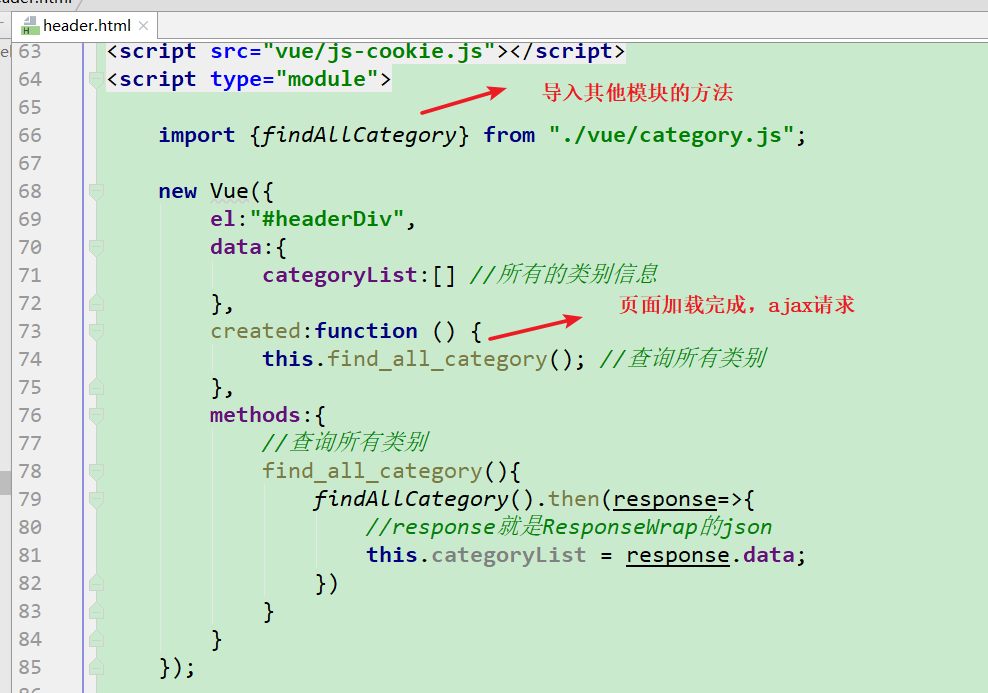 header.html
header.html
63 <script src="vue/js-cookie.js"></script>
64 <script type="module">
导入其他模块的方法
65
66 import {findAllCategory} from "./vue/category.js";
67
68 new Vue({
69 el:"#headerDiv",
70 data:{
71 categoryList:[] //所有的类别信息
72 },
页面加载完成，ajax请求
73 created:function () {
74 this.find_all_category(); //查询所有类别
75 },
76 methods:{
77 //查询所有类别
78 find_all_category(){
79 findAllCategory().then(response=>{
80 //response就是ResponseWrap的json
81 this.categoryList = response.data;
82 })
83 }
84 }
85 });